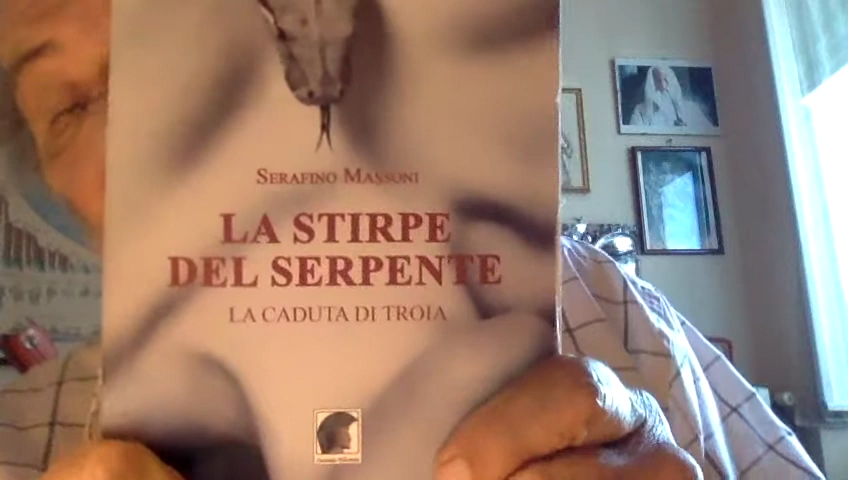 SERAFINO MASSONI
LA STIRPE
DEL SERPENTE
LA CADUTA DI TROIA